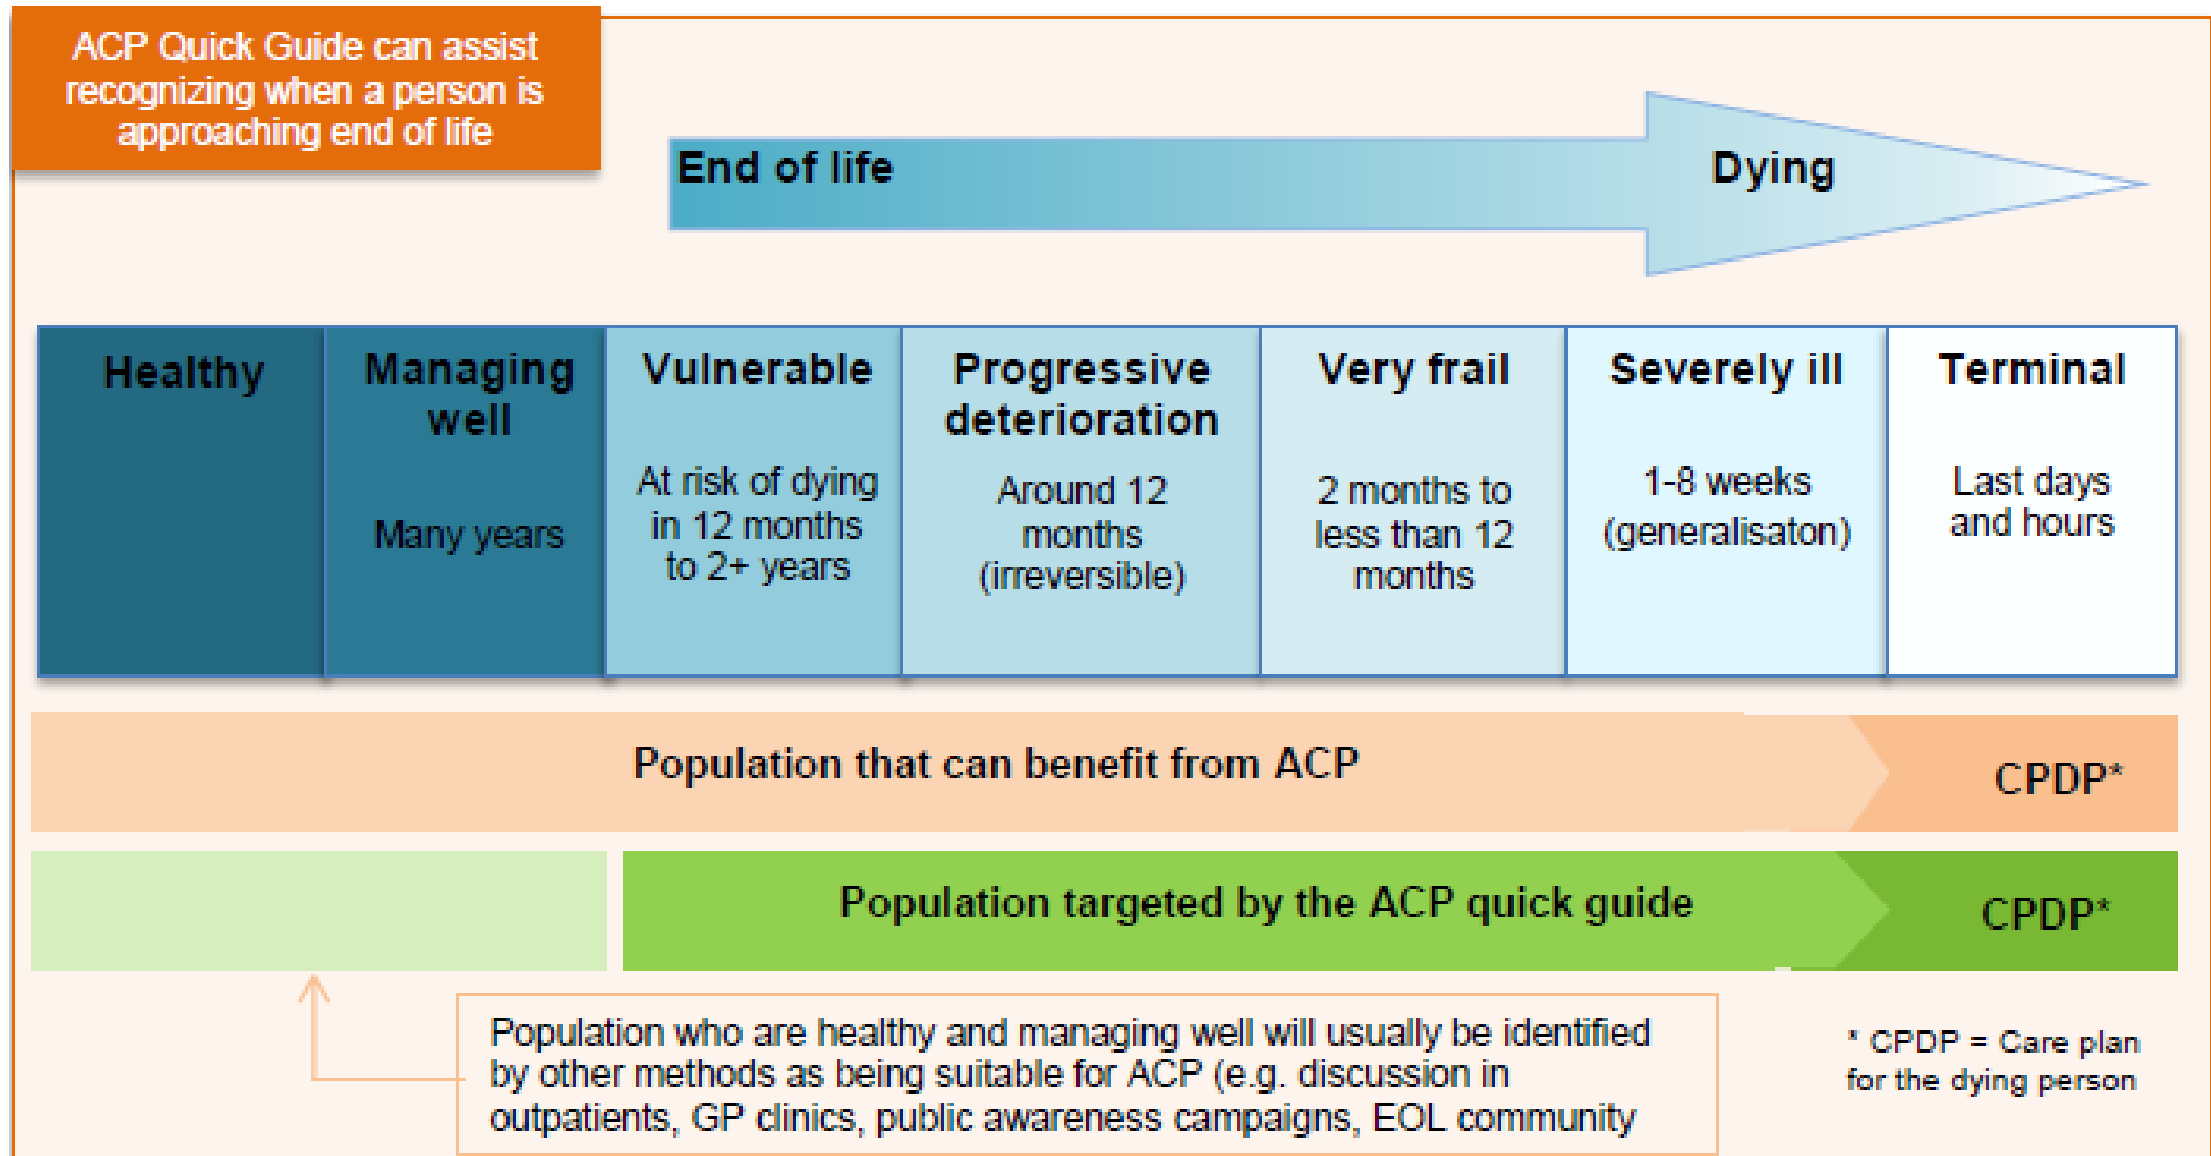 ACP Quick Guide can assist
recognizing when a person is
approaching end of life
End of life
Dying
Healthy
Managing
well
Many years
Vulnerable
At risk of dying
in 12 months
to 2+ years
Progressive
deterioration
Around 12
months
(irreversible)
Very frail
2 months to
less than 12
months
Severely ill
1-8 weeks
(generalisaton)
Terminal
Last days
and hours
Population that can benefit from ACP
CPDP*
Population targeted by the ACP quick guide
CPDP*
Population who are healthy and managing well will usually be identified
by other methods as being suitable for ACP (e.g. discussion in
outpatients, GP clinics, public awareness campaigns, EOL community
* CPDP = Care plan
for the dying person